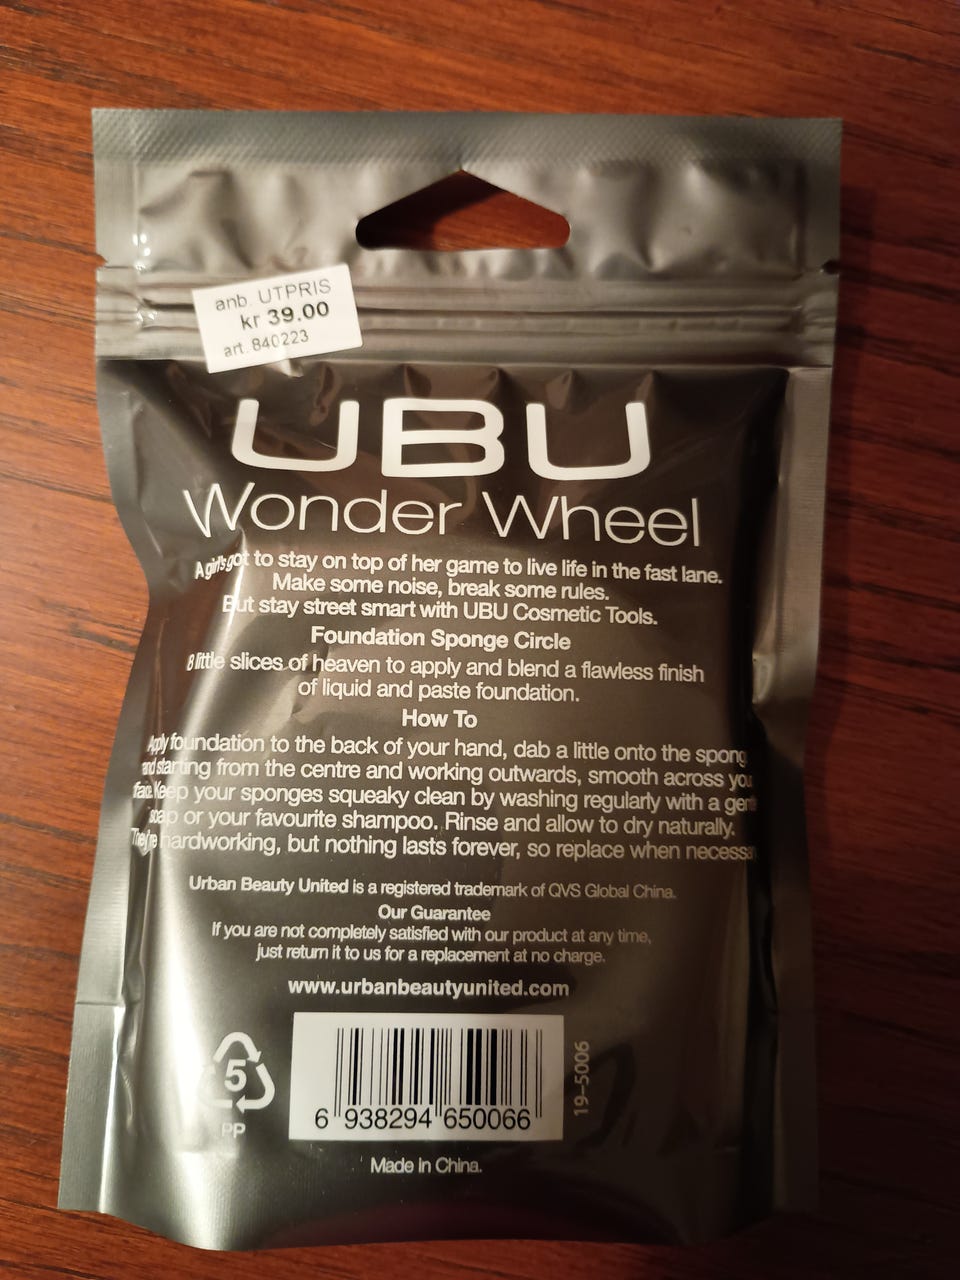 anb. UTPRIS
kr 39.00
art. 840223
UBU
Wonder Wheel
A girl's got to stay on top of her game to live life in the fast lane.
Make some noise, break some rules.
But stay street smart with UBU Cosmetic Tools.
Foundation Sponge Circle
8 little slices of heaven to apply and blend a flawless finish
of liquid and paste foundation.
How To
Apply foundation to the back of your hand, dab a little onto the spong
and starting from the centre and working outwards, smooth across you
face. Keep your sponges squeaky clean by washing regularly with a gent
soap or your favourite shampoo. Rinse and allow to dry naturally.
They're hardworking, but nothing lasts forever, so replace when necessa
Urban Beauty United is a registered trademark of QVS Global China.
Our Guarantee
If you are not completely satisfied with our product at any time,
just return it to us for a replacement at no charge.
www.urbanbeautyunited.com
5
PP
6 938294 650066
19-5006
Made In China.